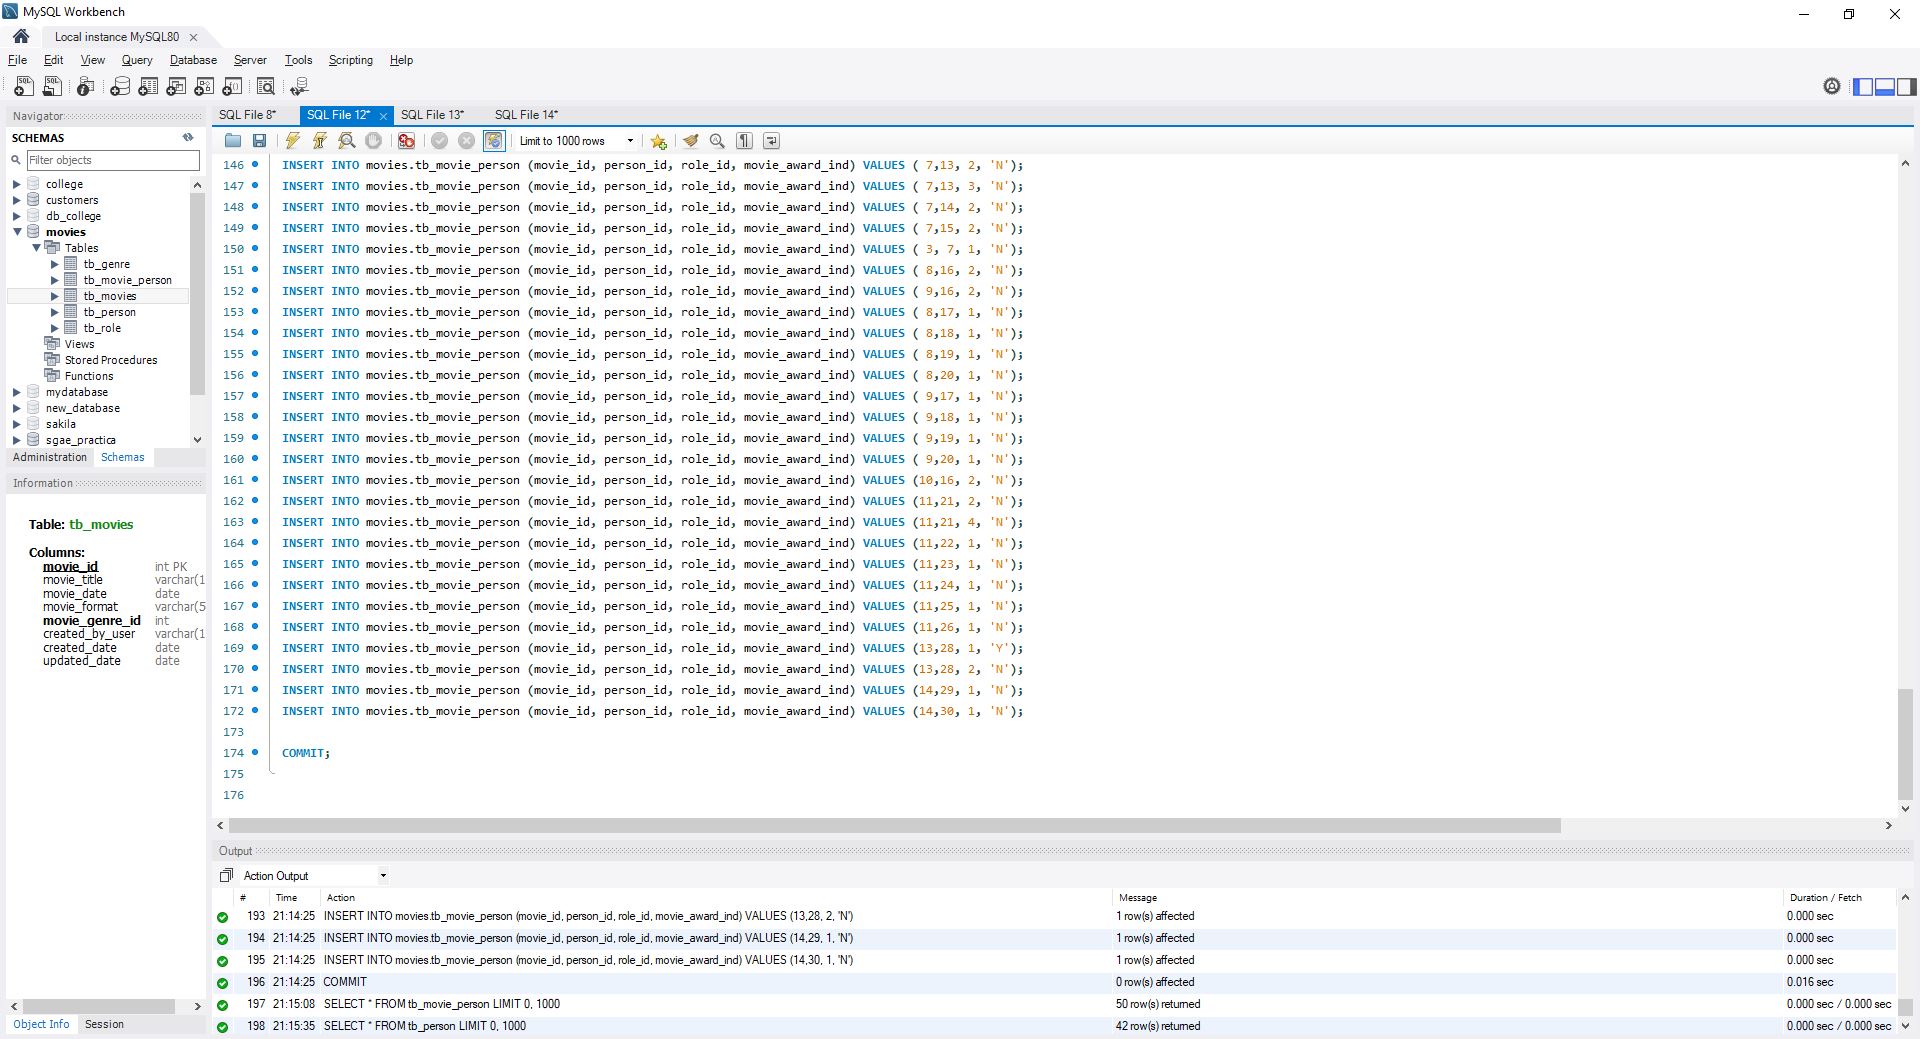 MySQL Workbench
Local instance MySQL80
File Edit View Query Database Server Tools Scripting Help
Navigator
SCHEMAS
Filter objects
college
customers
db_college
movies
Tables
tb_genre
tb_movie_person
tb_movies
tb_person
tb_role
Views
Stored Procedures
Functions
mydatabase
new_database
sakila
sgae_practica
Administration Schemas
Information
Table: tb_movies
Columns:
movie_id int PK
movie_title varchar(1
movie_date date
movie_format varchar(5
movie_genre_id int
created_by_user varchar(1
created_date date
updated_date date
Object Info Session
SQL File 8* SQL File 12* SQL File 13* SQL File 14*
Limit to 1000 rows
146 INSERT INTO movies.tb_movie_person (movie_id, person_id, role_id, movie_award_ind) VALUES ( 7,13, 2, 'N');
147 INSERT INTO movies.tb_movie_person (movie_id, person_id, role_id, movie_award_ind) VALUES ( 7,13, 3, 'N');
148 INSERT INTO movies.tb_movie_person (movie_id, person_id, role_id, movie_award_ind) VALUES ( 7,14, 2, 'N');
149 INSERT INTO movies.tb_movie_person (movie_id, person_id, role_id, movie_award_ind) VALUES ( 7,15, 2, 'N');
150 INSERT INTO movies.tb_movie_person (movie_id, person_id, role_id, movie_award_ind) VALUES ( 3, 7, 1, 'N');
151 INSERT INTO movies.tb_movie_person (movie_id, person_id, role_id, movie_award_ind) VALUES ( 8,16, 2, 'N');
152 INSERT INTO movies.tb_movie_person (movie_id, person_id, role_id, movie_award_ind) VALUES ( 9,16, 2, 'N');
153 INSERT INTO movies.tb_movie_person (movie_id, person_id, role_id, movie_award_ind) VALUES ( 8,17, 1, 'N');
154 INSERT INTO movies.tb_movie_person (movie_id, person_id, role_id, movie_award_ind) VALUES ( 8,18, 1, 'N');
155 INSERT INTO movies.tb_movie_person (movie_id, person_id, role_id, movie_award_ind) VALUES ( 8,19, 1, 'N');
156 INSERT INTO movies.tb_movie_person (movie_id, person_id, role_id, movie_award_ind) VALUES ( 8,20, 1, 'N');
157 INSERT INTO movies.tb_movie_person (movie_id, person_id, role_id, movie_award_ind) VALUES ( 9,17, 1, 'N');
158 INSERT INTO movies.tb_movie_person (movie_id, person_id, role_id, movie_award_ind) VALUES ( 9,18, 1, 'N');
159 INSERT INTO movies.tb_movie_person (movie_id, person_id, role_id, movie_award_ind) VALUES ( 9,19, 1, 'N');
160 INSERT INTO movies.tb_movie_person (movie_id, person_id, role_id, movie_award_ind) VALUES ( 9,20, 1, 'N');
161 INSERT INTO movies.tb_movie_person (movie_id, person_id, role_id, movie_award_ind) VALUES (10,16, 2, 'N');
162 INSERT INTO movies.tb_movie_person (movie_id, person_id, role_id, movie_award_ind) VALUES (11,21, 2, 'N');
163 INSERT INTO movies.tb_movie_person (movie_id, person_id, role_id, movie_award_ind) VALUES (11,21, 4, 'N');
164 INSERT INTO movies.tb_movie_person (movie_id, person_id, role_id, movie_award_ind) VALUES (11,22, 1, 'N');
165 INSERT INTO movies.tb_movie_person (movie_id, person_id, role_id, movie_award_ind) VALUES (11,23, 1, 'N');
166 INSERT INTO movies.tb_movie_person (movie_id, person_id, role_id, movie_award_ind) VALUES (11,24, 1, 'N');
167 INSERT INTO movies.tb_movie_person (movie_id, person_id, role_id, movie_award_ind) VALUES (11,25, 1, 'N');
168 INSERT INTO movies.tb_movie_person (movie_id, person_id, role_id, movie_award_ind) VALUES (11,26, 1, 'N');
169 INSERT INTO movies.tb_movie_person (movie_id, person_id, role_id, movie_award_ind) VALUES (13,28, 1, 'Y');
170 INSERT INTO movies.tb_movie_person (movie_id, person_id, role_id, movie_award_ind) VALUES (13,28, 2, 'N');
171 INSERT INTO movies.tb_movie_person (movie_id, person_id, role_id, movie_award_ind) VALUES (14,29, 1, 'N');
172 INSERT INTO movies.tb_movie_person (movie_id, person_id, role_id, movie_award_ind) VALUES (14,30, 1, 'N');
173
174 COMMIT;
175
176
Output
Action Output
# Time Action Message Duration / Fetch
193 21:14:25 INSERT INTO movies.tb_movie_person (movie_id, person_id, role_id, movie_award_ind) VALUES (13,28, 2, 'N') 1 row(s) affected 0.000 sec
194 21:14:25 INSERT INTO movies.tb_movie_person (movie_id, person_id, role_id, movie_award_ind) VALUES (14,29, 1, 'N') 1 row(s) affected 0.000 sec
195 21:14:25 INSERT INTO movies.tb_movie_person (movie_id, person_id, role_id, movie_award_ind) VALUES (14,30, 1, 'N') 1 row(s) affected 0.000 sec
196 21:14:25 COMMIT 0 row(s) affected 0.016 sec
197 21:15:08 SELECT * FROM tb_movie_person LIMIT 0, 1000 50 row(s) returned 0.000 sec / 0.000 sec
198 21:15:35 SELECT * FROM tb_person LIMIT 0, 1000 42 row(s) returned 0.000 sec / 0.000 sec